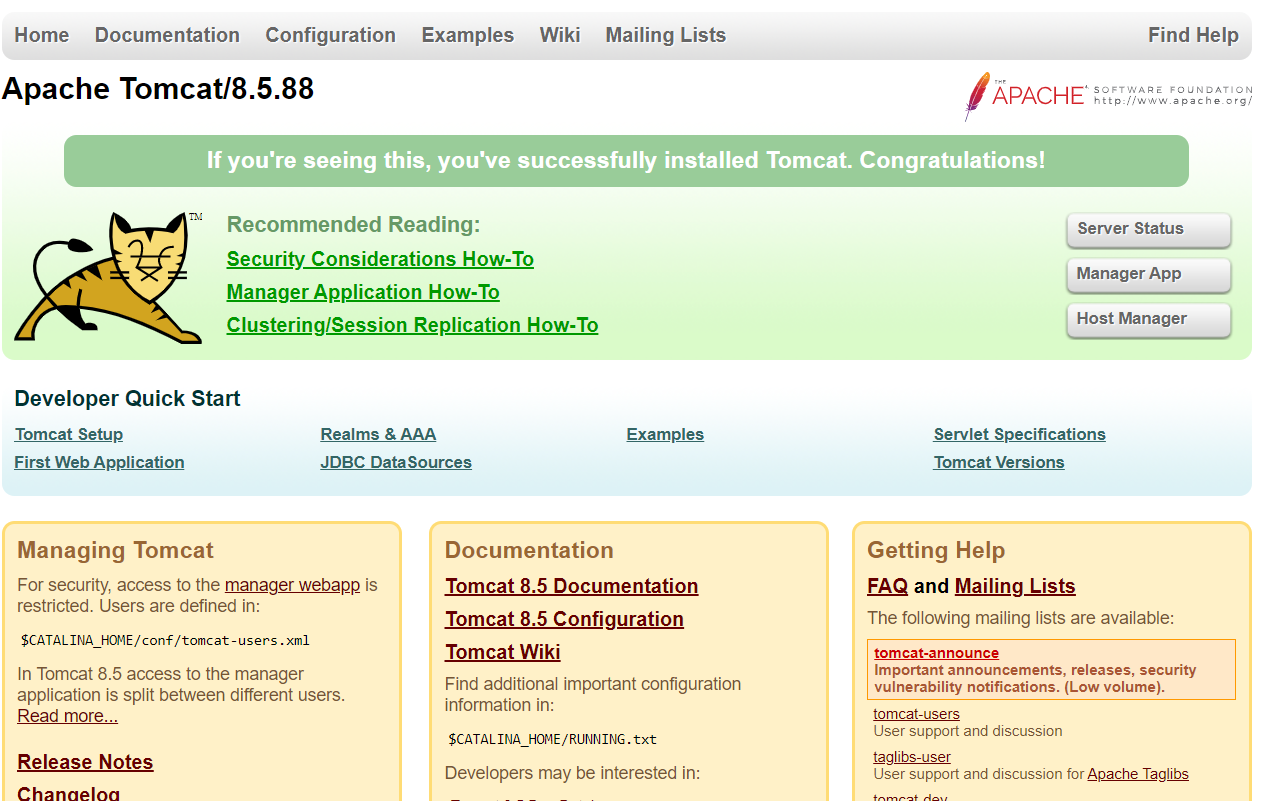 Home Documentation Configuration Examples Wiki Mailing Lists Find Help
Apache Tomcat/8.5.88
THE APACHE SOFTWARE FOUNDATION
http://www.apache.org/
If you're seeing this, you've successfully installed Tomcat. Congratulations!
TM
Recommended Reading:
Security Considerations How-To
Manager Application How-To
Clustering/Session Replication How-To
Server Status
Manager App
Host Manager
Developer Quick Start
Tomcat Setup
First Web Application
Realms & AAA
JDBC DataSources
Examples
Servlet Specifications
Tomcat Versions
Managing Tomcat
For security, access to the manager webapp is
restricted. Users are defined in:
$CATALINA_HOME/conf/tomcat-users.xml
In Tomcat 8.5 access to the manager
application is split between different users.
Read more...
Release Notes
Changelog
Documentation
Tomcat 8.5 Documentation
Tomcat 8.5 Configuration
Tomcat Wiki
Find additional important configuration
information in:
$CATALINA_HOME/RUNNING.txt
Developers may be interested in:
Getting Help
FAQ and Mailing Lists
The following mailing lists are available:
tomcat-announce
Important announcements, releases, security
vulnerability notifications. (Low volume).
tomcat-users
User support and discussion
taglibs-user
User support and discussion for Apache Taglibs
tomcat-dev